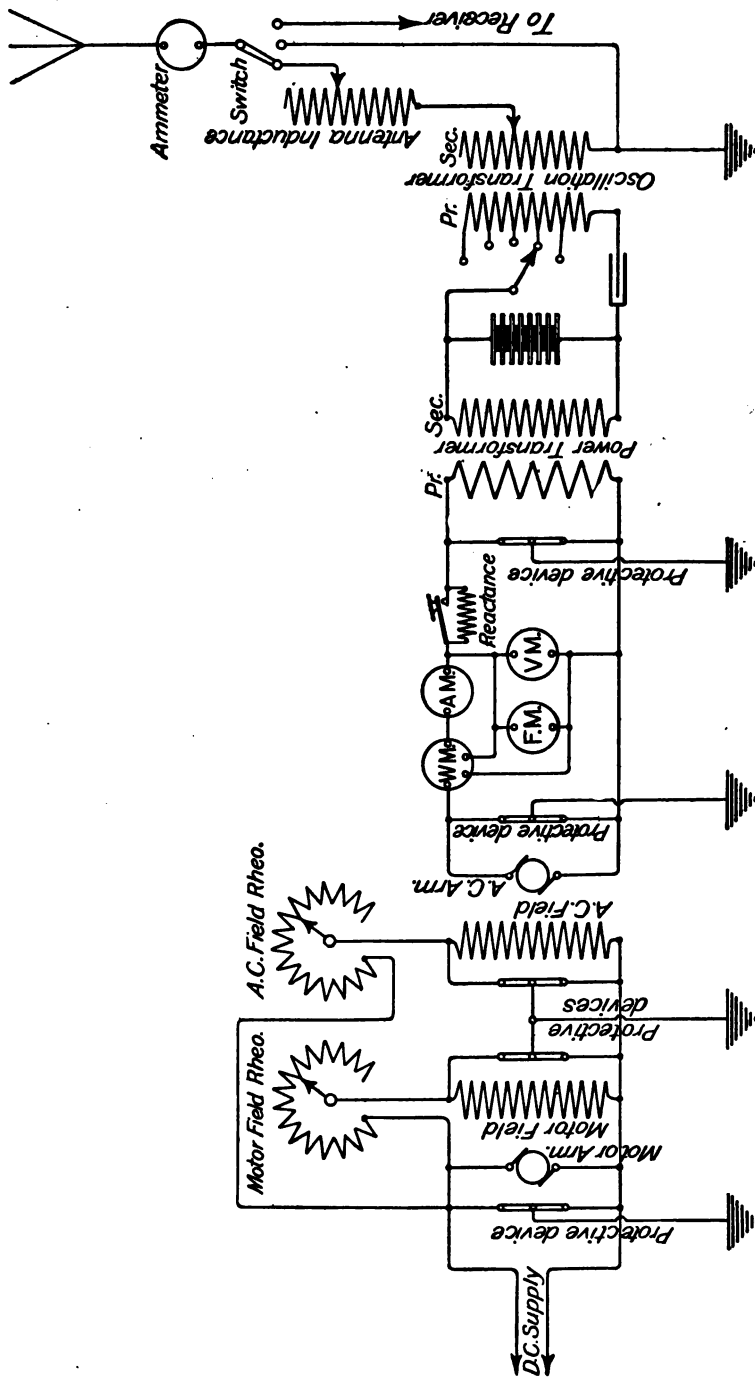 To Receiver
Ammeter
Switch
Antenna Inductance
Sec.
Oscillation Transformer
Pr.
Sec.
Power Transformer
Pr.
Protective device
Reactance
A.M.
V.M.
W.M.
F.M.
Protective device
A.C. Arm.
A.C. Field
A.C. Field Rheo.
Protective
devices
Motor Field Rheo.
Motor Field
Motor Arm.
Protective device
D.C. Supply